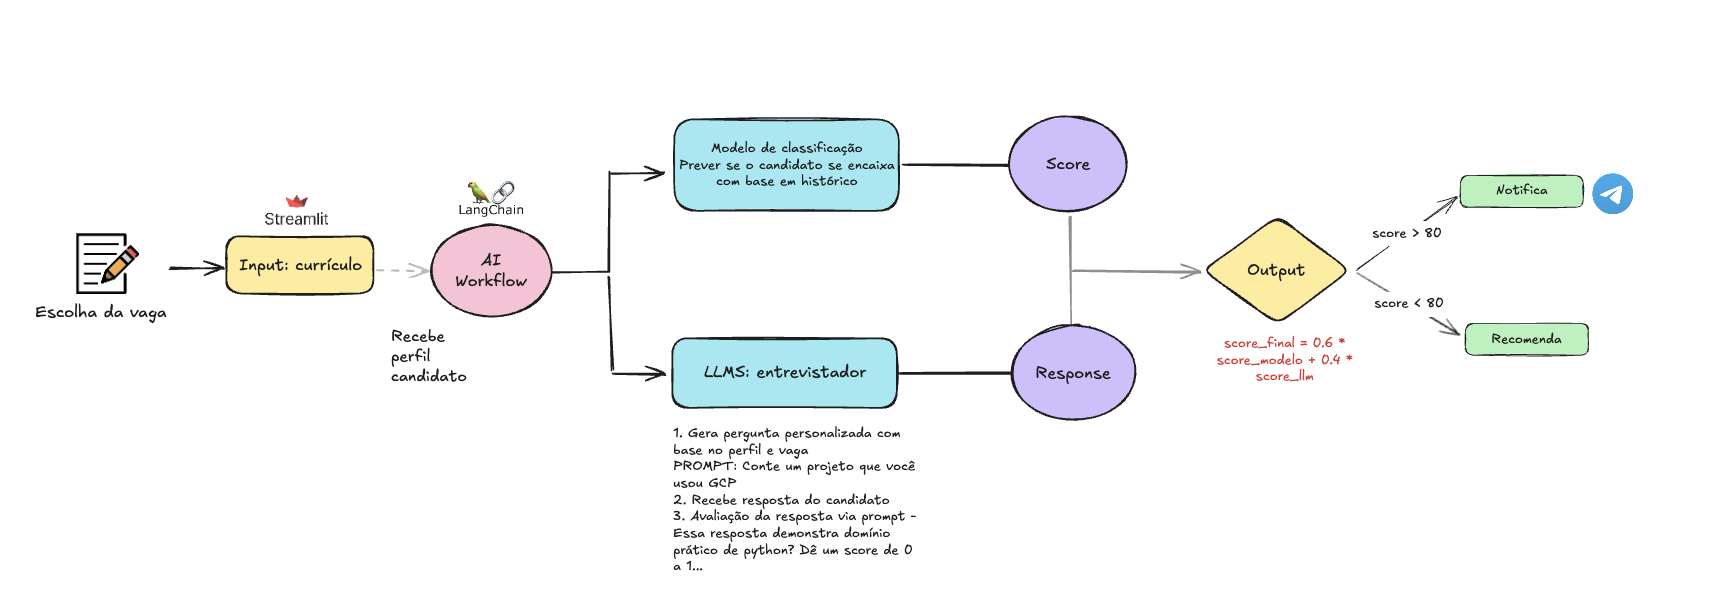 Escolha da vaga
Streamlit
Input: currículo
LangChain
AI
Workflow
Recebe
perfil
candidato
Modelo de classificação
Prever se o candidato se encaixa
com base em histórico
Score
LLMS: entrevistador
Response
1. Gera pergunta personalizada com
base no perfil e vaga
PROMPT: Conte um projeto que você
usou GCP
2. Recebe resposta do candidato
3. Avaliação da resposta via prompt -
Essa resposta demonstra domínio
prático de python? Dê um score de 0
a 1...
Output
score_final = 0.6 *
score_modelo + 0.4 *
score_llm
score > 80
Notifica
score < 80
Recomenda